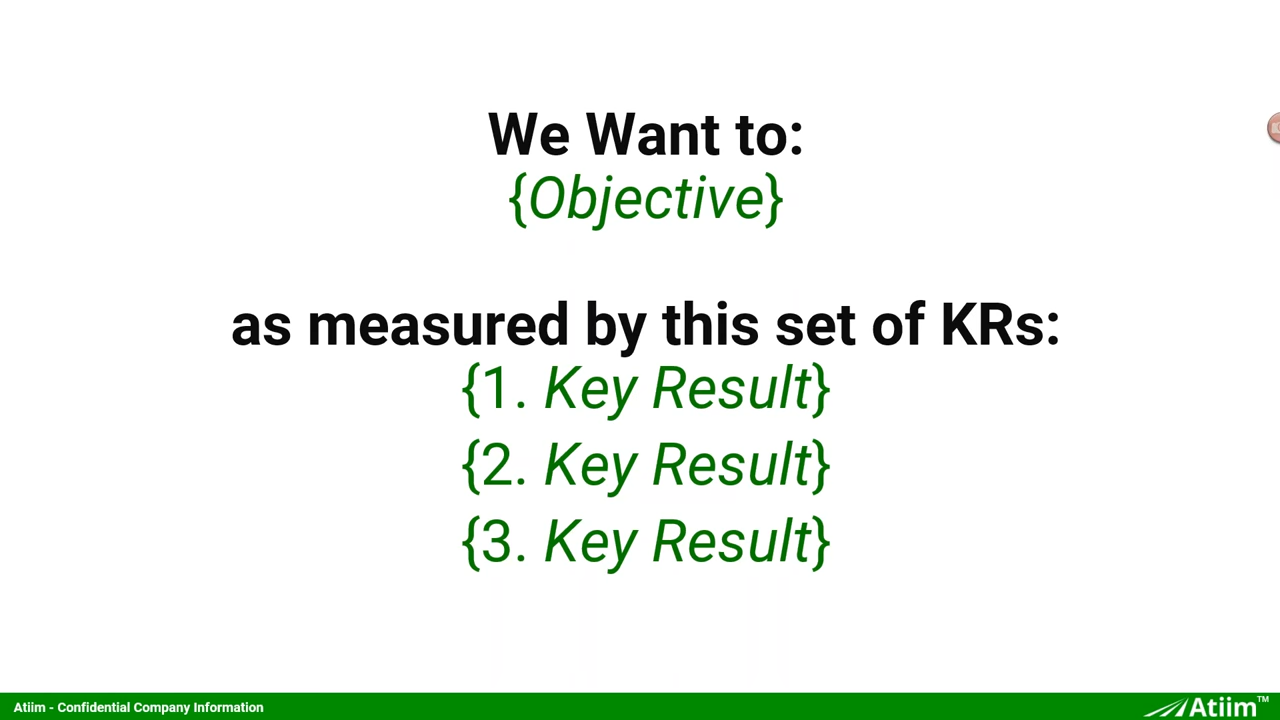 We Want to:
{Objective}
as measured by this set of KRs:
{1. Key Result}
{2. Key Result}
{3. Key Result}
Atiim - Confidential Company Information
Atiim™